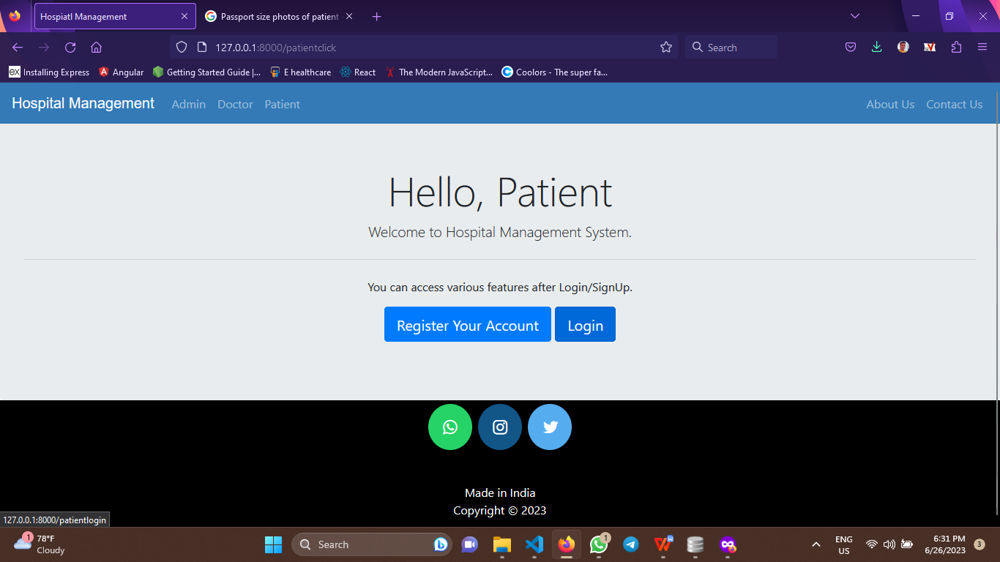 Hospiatl Management
Passport size photos of patient
127.0.0.1:8000/patientclick
Search
Installing Express
Angular
Getting Started Guide |...
E healthcare
React
The Modern JavaScript...
Coolors - The super fa...
Hospital Management
Admin
Doctor
Patient
About Us
Contact Us
Hello, Patient
Welcome to Hospital Management System.
You can access various features after Login/SignUp.
Register Your Account
Login
Made in India
Copyright © 2023
127.0.0.1:8000/patientlogin
1
78°F
Cloudy
Search
1
ENG
US
6:31 PM
6/26/2023
3